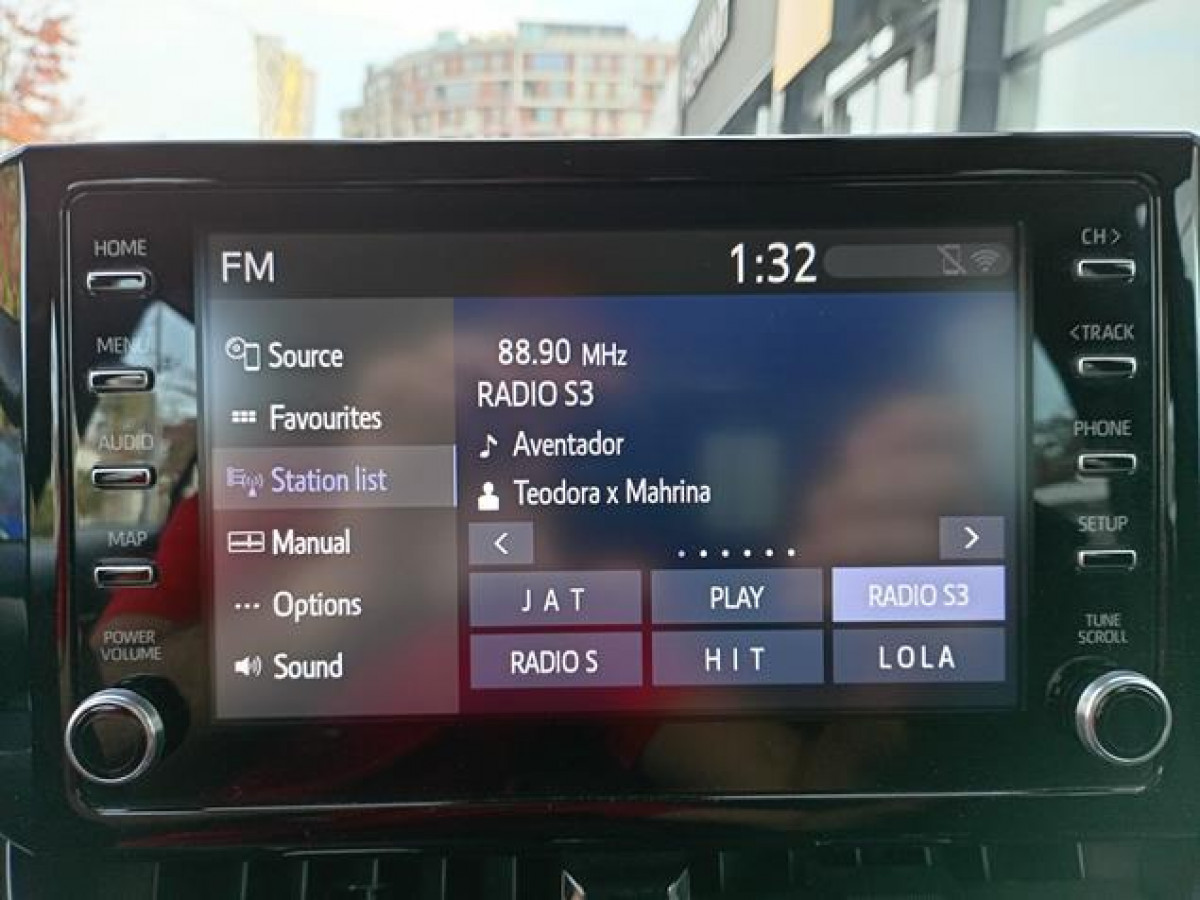 HOME
MENU
AUDIO
MAP
POWER
VOLUME
FM
1:32
Source
Favourites
Station list
Manual
Options
Sound
88.90 MHz
RADIO S3
Aventador
Teodora x Mahrina
<
>
J A T
PLAY
RADIO S3
RADIO S
H I T
L O L A
CH >
< TRACK
PHONE
SETUP
TUNE
SCROLL